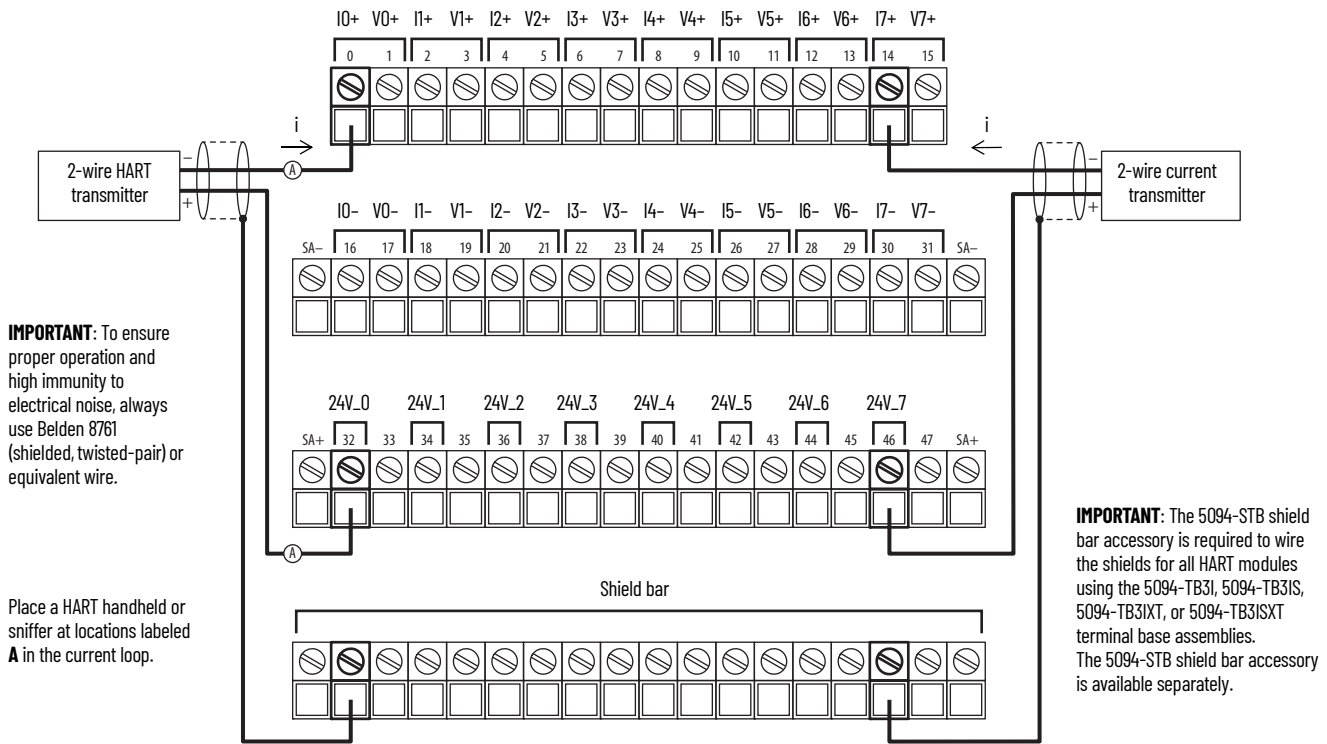 I0+ V0+ I1+ V1+ I2+ V2+ I3+ V3+ I4+ V4+ I5+ V5+ I6+ V6+ I7+ V7+
0 1 2 3 4 5 6 7 8 9 10 11 12 13 14 15
i
i
2-wire HART
transmitter
–
+
A
2-wire current
transmitter
–
+
I0– V0– I1– V1– I2– V2– I3– V3– I4– V4– I5– V5– I6– V6– I7– V7–
SA– 16 17 18 19 20 21 22 23 24 25 26 27 28 29 30 31 SA–
IMPORTANT: To ensure
proper operation and
high immunity to
electrical noise, always
use Belden 8761
(shielded, twisted-pair) or
equivalent wire.
24V_0 24V_1 24V_2 24V_3 24V_4 24V_5 24V_6 24V_7
SA+ 32 33 34 35 36 37 38 39 40 41 42 43 44 45 46 47 SA+
A
Place a HART handheld or
sniffer at locations labeled
A in the current loop.
Shield bar
IMPORTANT: The 5094-STB shield
bar accessory is required to wire
the shields for all HART modules
using the 5094-TB3I, 5094-TB3IS,
5094-TB3IXT, or 5094-TB3ISXT
terminal base assemblies.
The 5094-STB shield bar accessory
is available separately.